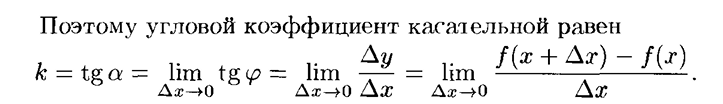 Поэтому угловой коэффициент касательной равен
k = tg α = lim_{Δx→0} tg φ = lim_{Δx→0} Δy/Δx = lim_{Δx→0} (f(x + Δx) − f(x))/Δx.